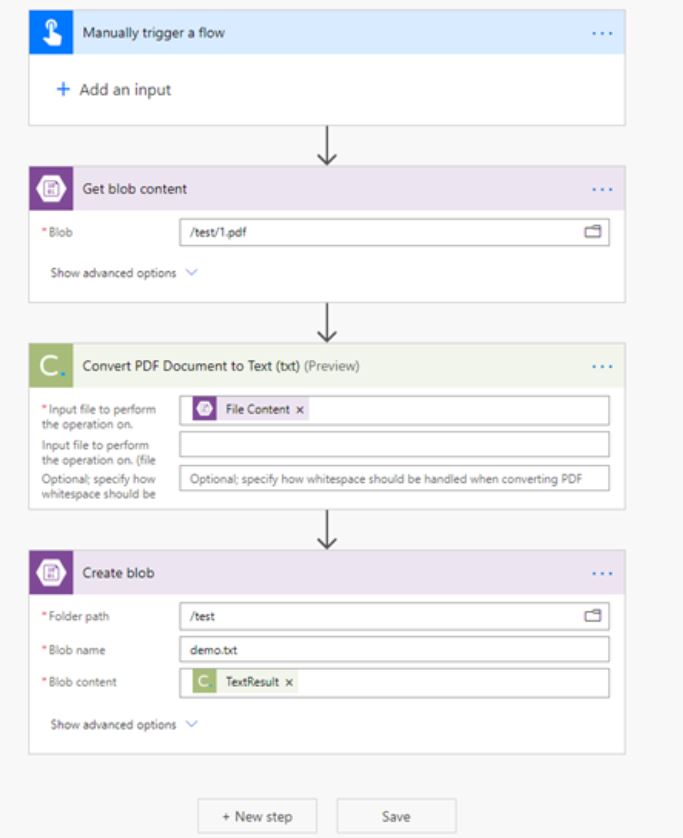 Manually trigger a flow
...
+ Add an input
Get blob content
...
*Blob
/test/1.pdf
Show advanced options
C.
Convert PDF Document to Text (txt) (Preview)
...
*Input file to perform
the operation on.
File Content ×
Input file to perform
the operation on. (file
Optional; specify how
whitespace should be
Optional; specify how whitespace should be handled when converting PDF
Create blob
...
*Folder path
/test
*Blob name
demo.txt
*Blob content
C. TextResult ×
Show advanced options
+ New step
Save